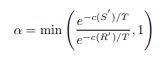 α = min ( e^{-c(S')/T} / e^{-c(R')/T} , 1 )